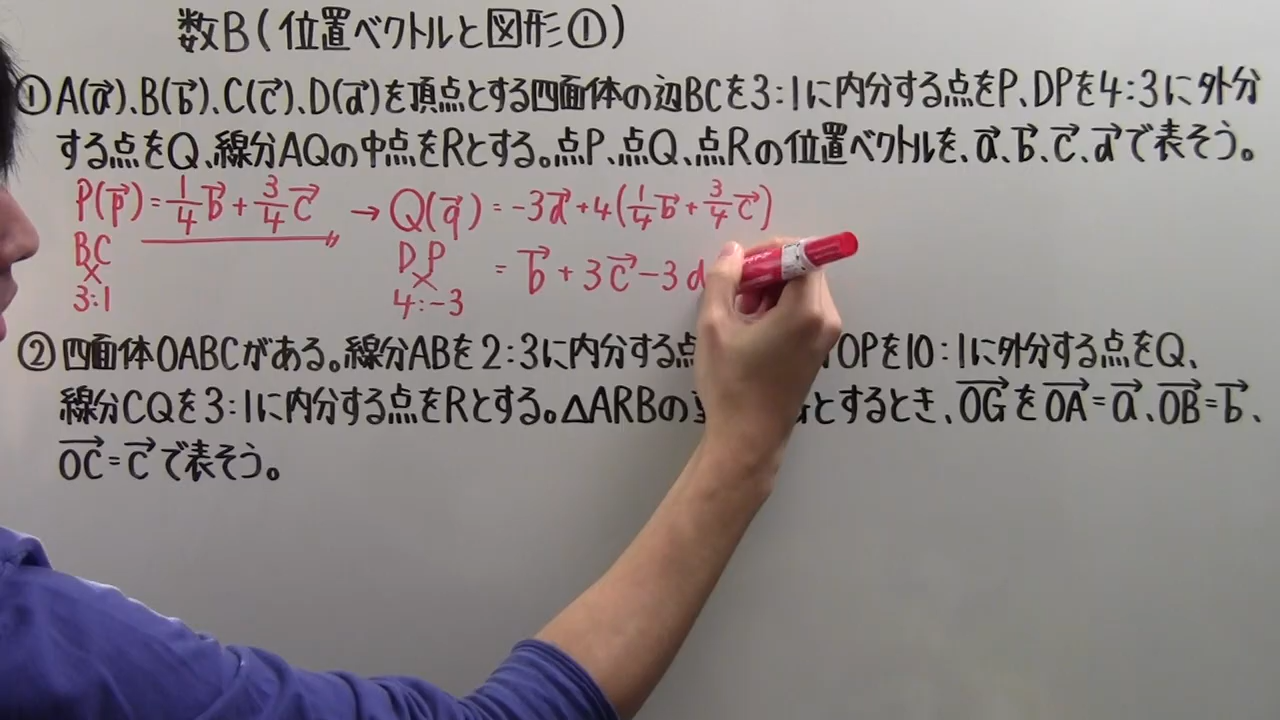 数B(位置ベクトルと図形①)
①A(a→)、B(b→)、C(c→)、D(d→)を頂点とする四面体の辺BCを3:1に内分する点をP、DPを4:3に外分
する点をQ、線分AQの中点をRとする。点P、点Q、点Rの位置ベクトルを、a→、b→、c→、d→で表そう。
P(p→)=1/4b→+3/4c→ → Q(q→)=-3d→+4(1/4b→+3/4c→)
BC
3:1
DP
4:-3
=b→+3c→-3d
②四面体OABCがある。線分ABを2:3に内分する点 OPを10:1に外分する点をQ、
線分CQを3:1に内分する点をRとする。△ARBの とするとき、OG→をOA→=a→、OB→=b→、
OC→=c→で表そう。